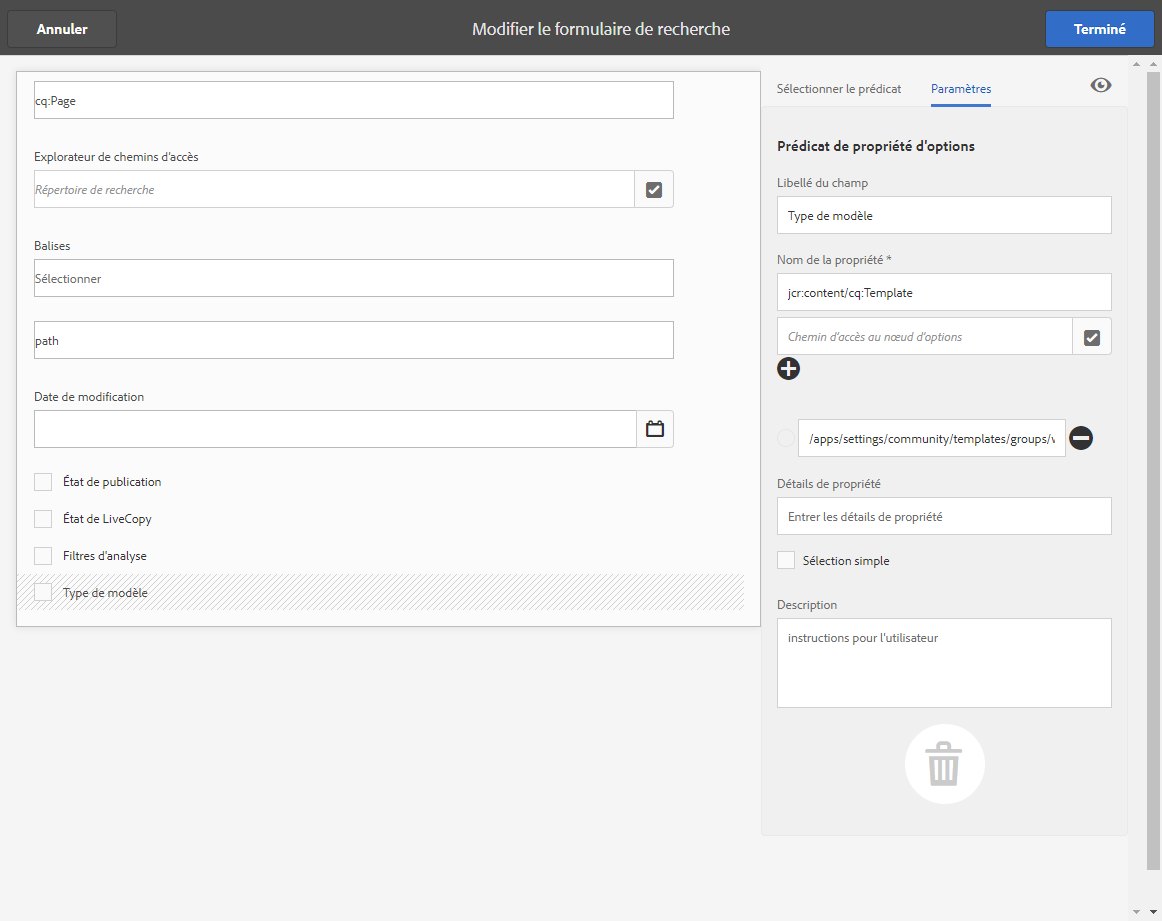 Annuler
Modifier le formulaire de recherche
Terminé
cq:Page
Explorateur de chemins d'accès
Répertoire de recherche
Balises
Sélectionner
path
Date de modification
État de publication
État de LiveCopy
Filtres d'analyse
Type de modèle
Sélectionner le prédicat
Paramètres
Prédicat de propriété d'options
Libellé du champ
Type de modèle
Nom de la propriété *
jcr:content/cq:Template
Chemin d'accès au nœud d'options
/apps/settings/community/templates/groups/
Détails de propriété
Entrer les détails de propriété
Sélection simple
Description
instructions pour l'utilisateur